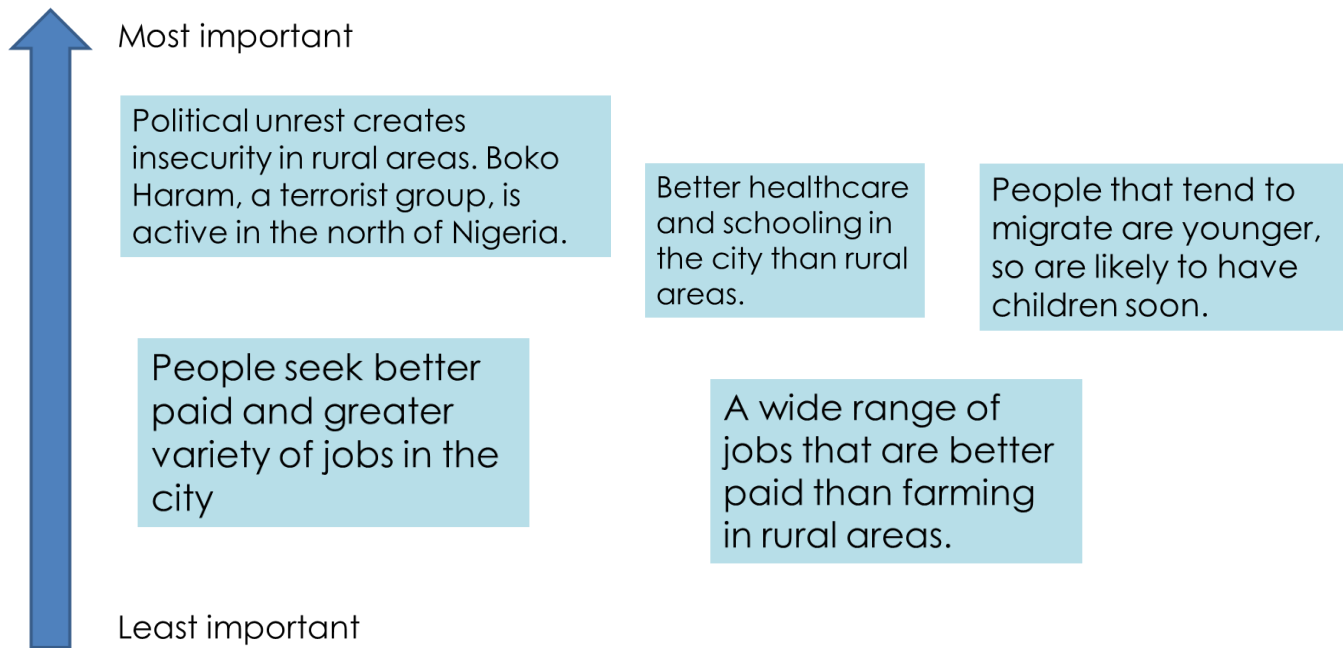 Most important
Political unrest creates
insecurity in rural areas. Boko
Haram, a terrorist group, is
active in the north of Nigeria.
Better healthcare
and schooling in
the city than rural
areas.
People that tend to
migrate are younger,
so are likely to have
children soon.
People seek better
paid and greater
variety of jobs in the
city
A wide range of
jobs that are better
paid than farming
in rural areas.
Least important